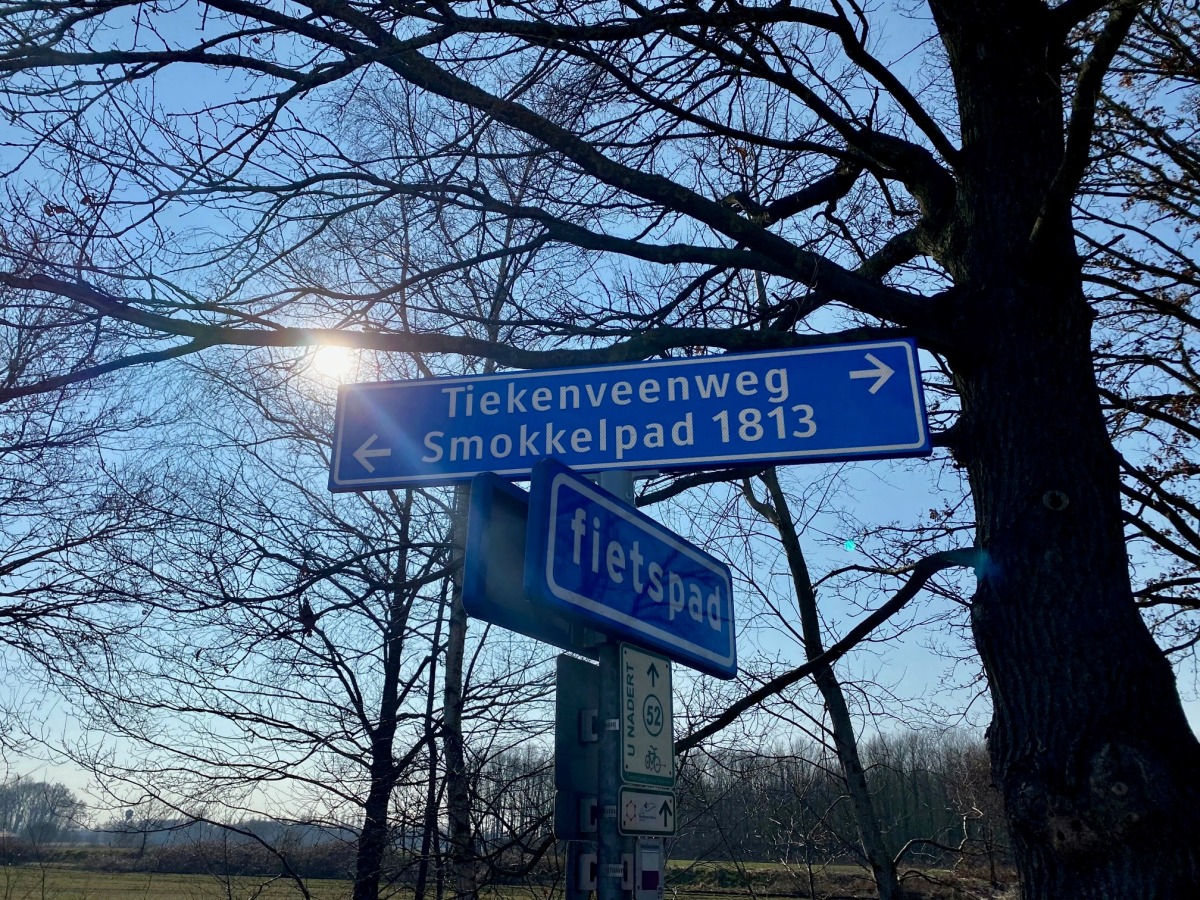 Tiekenveenweg
Smokkelpad 1813
fietspad
U NADERT
52